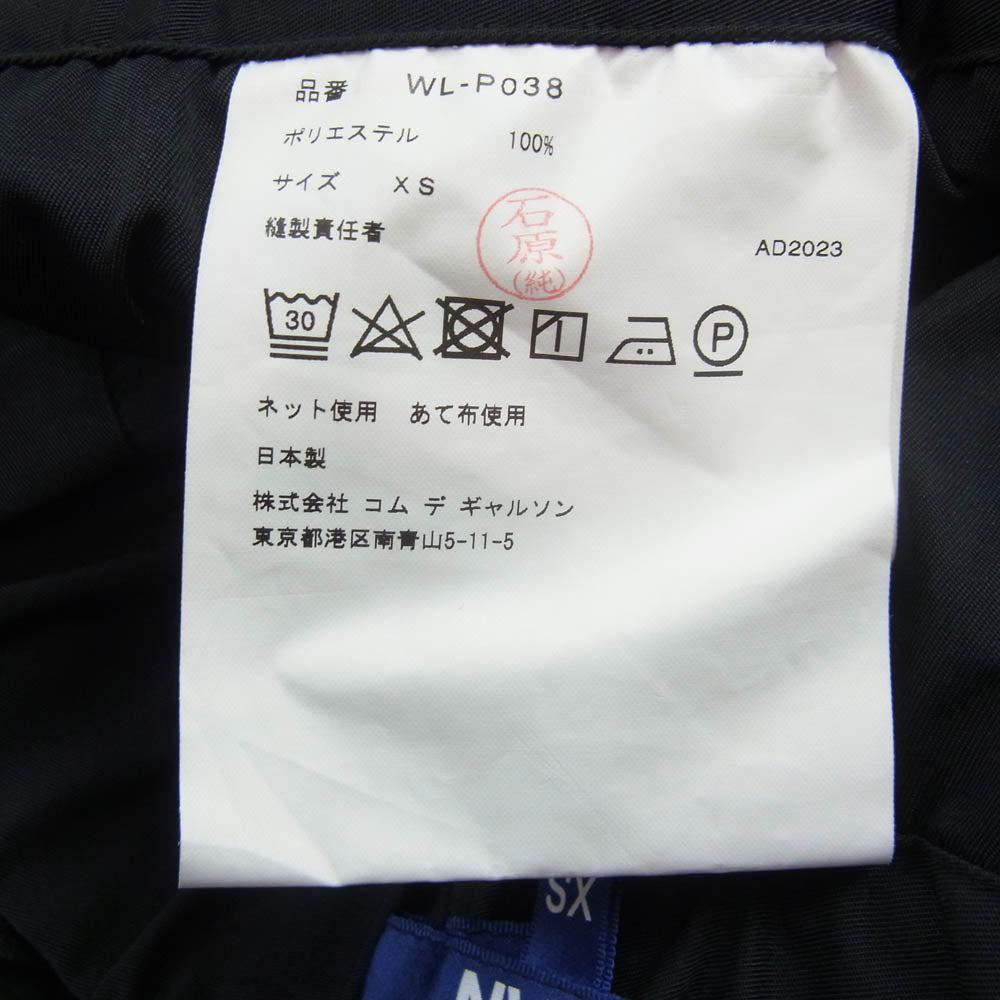 品番 WL-P038
ポリエステル 100%
サイズ XS
縫製責任者
石原
(純)
AD2023
30
P
ネット使用 あて布使用
日本製
株式会社 コム デ ギャルソン
東京都港区南青山5-11-5
XS